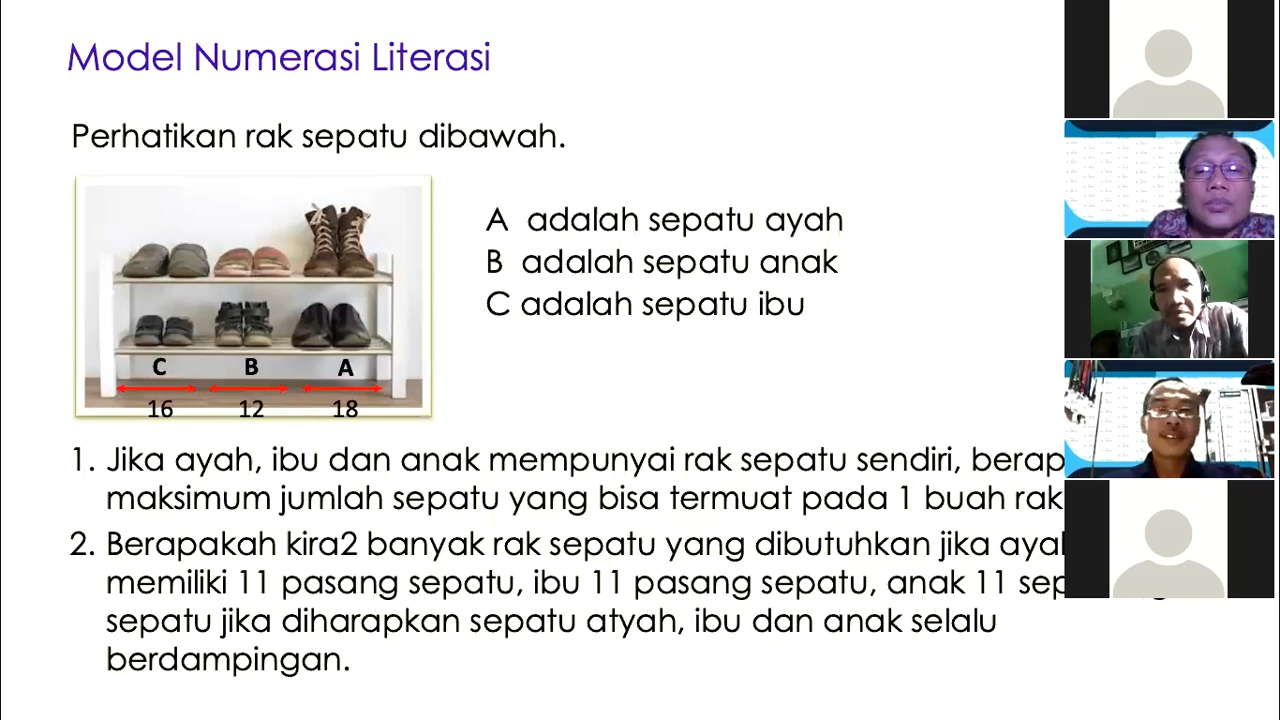 Model Numerasi Literasi
Perhatikan rak sepatu dibawah.
A adalah sepatu ayah
B adalah sepatu anak
C adalah sepatu ibu
C B A
16 12 18
1. Jika ayah, ibu dan anak mempunyai rak sepatu sendiri,
maksimum jumlah sepatu yang bisa termuat pada 1 buah rak
2. Berapakah kira2 banyak rak sepatu yang dibutuhkan jika
memiliki 11 pasang sepatu, ibu 11 pasang sepatu, anak 11
sepatu jika diharapkan sepatu atyah, ibu dan anak selalu
berdampingan.